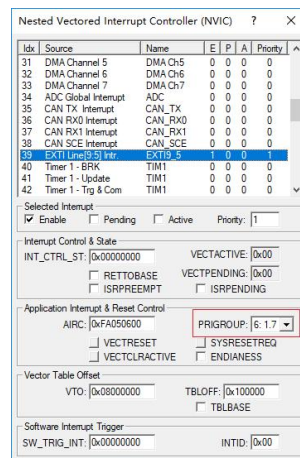 Nested Vectored Interrupt Controller (NVIC) ? ×
Idx Source Name E P A Priority
31 DMA Channel 5 DMA Ch5 0 0 0 0
32 DMA Channel 6 DMA Ch6 0 0 0 0
33 DMA Channel 7 DMA Ch7 0 0 0 0
34 ADC Global Interrupt ADC 0 0 0 0
35 CAN TX Interrupt CAN_TX 0 0 0 0
36 CAN RX0 Interrupt CAN_RX0 0 0 0 0
37 CAN RX1 Interrupt CAN_RX1 0 0 0 0
38 CAN SCE Interrupt CAN_SCE 0 0 0 0
39 EXTI Line[9:5] Intr. EXTI9_5 1 0 0 1
40 Timer 1 - BRK TIM1 0 0 0 0
41 Timer 1 - Update TIM1 0 0 0 0
42 Timer 1 - Trg & Com TIM1 0 0 0 0
Selected Interrupt
Enable Pending Active Priority: 1
Interrupt Control & State
INT_CTRL_ST: 0x00000000 VECTACTIVE: 0x00
RETTOBASE VECTPENDING: 0x00
ISRPREEMPT ISRPENDING
Application Interrupt & Reset Control
AIRC: 0xFA050600 PRIGROUP: 6: 1.7
VECTRESET SYSRESETREQ
VECTCLRACTIVE ENDIANESS
Vector Table Offset
VTO: 0x08000000 TBLOFF: 0x100000
TBLBASE
Software Interrupt Trigger
SW_TRIG_INT: 0x00000000 INTID: 0x00